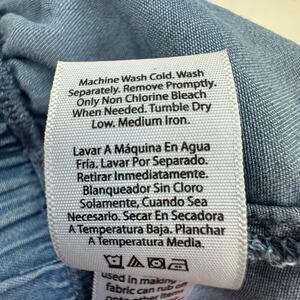 Machine Wash Cold. Wash
Separately. Remove Promptly.
Only Non Chlorine Bleach
When Needed. Tumble Dry
Low. Medium Iron.
Lavar A Máquina En Agua
Fría. Lavar Por Separado.
Retirar Inmediatamente.
Blanqueador Sin Cloro
Solamente, Cuando Sea
Necesario. Secar En Secadora
A Temperatura Baja. Planchar
A Temperatura Media.
used in making
fabric can rub